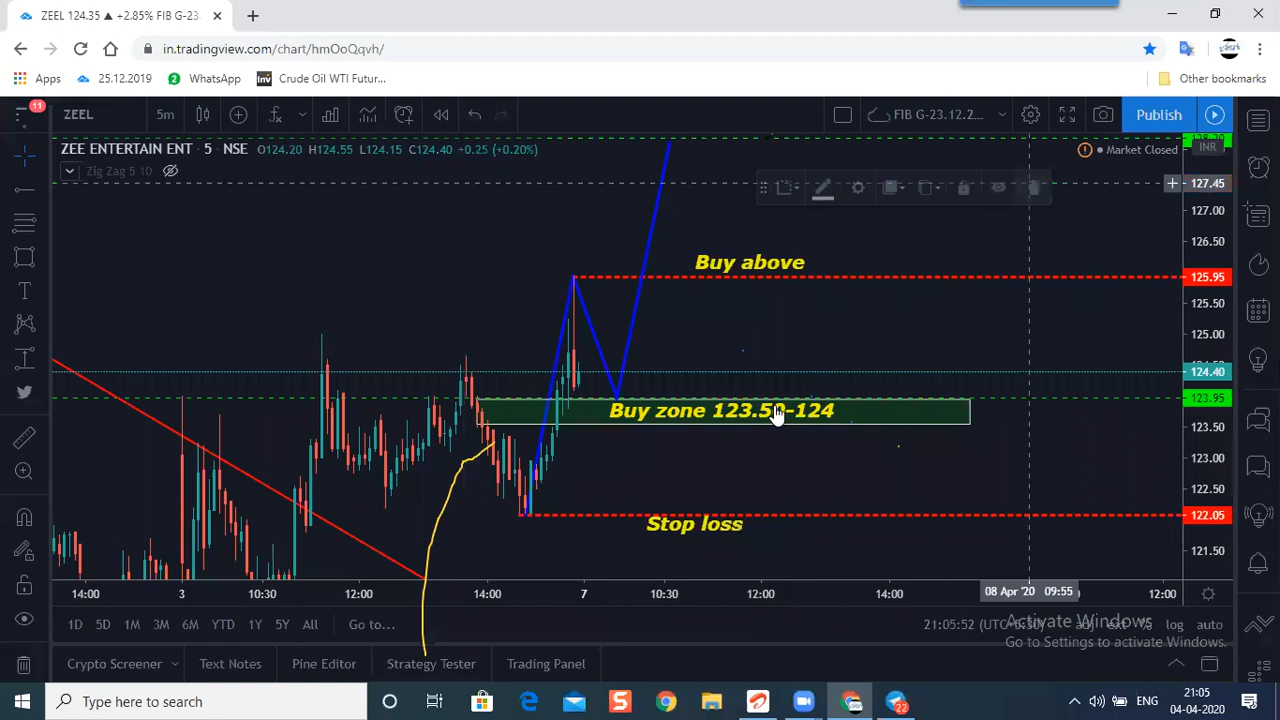 ZEEL 124.35 ▲ +2.85% FIB G-23.
in.tradingview.com/chart/hmOoQqvh/
Apps 25.12.2019 2 WhatsApp Inv Crude Oil WTI Futur... Other bookmarks
11 ZEEL 5m FIB G-23.12.2... Publish
ZEE ENTERTAIN ENT · 5 · NSE O124.20 H124.55 L124.15 C124.40 +0.25 (+0.20%) Market Closed INR
Zig Zag 5 10
127.45
127.00
126.50
Buy above
125.95
125.50
125.00
124.40
123.95
Buy zone 123.50-124
123.50
123.00
122.50
Stop loss
122.05
121.50
14:00 3 10:30 12:00 14:00 7 10:30 12:00 14:00 08 Apr '20 09:55 12:00
1D 5D 1M 3M 6M YTD 1Y 5Y All Go to... 21:05:52 (UTC+5:30) adj ext % log auto
Activate Windows
Go to Settings to activate Windows.
Crypto Screener Text Notes Pine Editor Strategy Tester Trading Panel
Type here to search S 22 ENG 21:05
04-04-2020